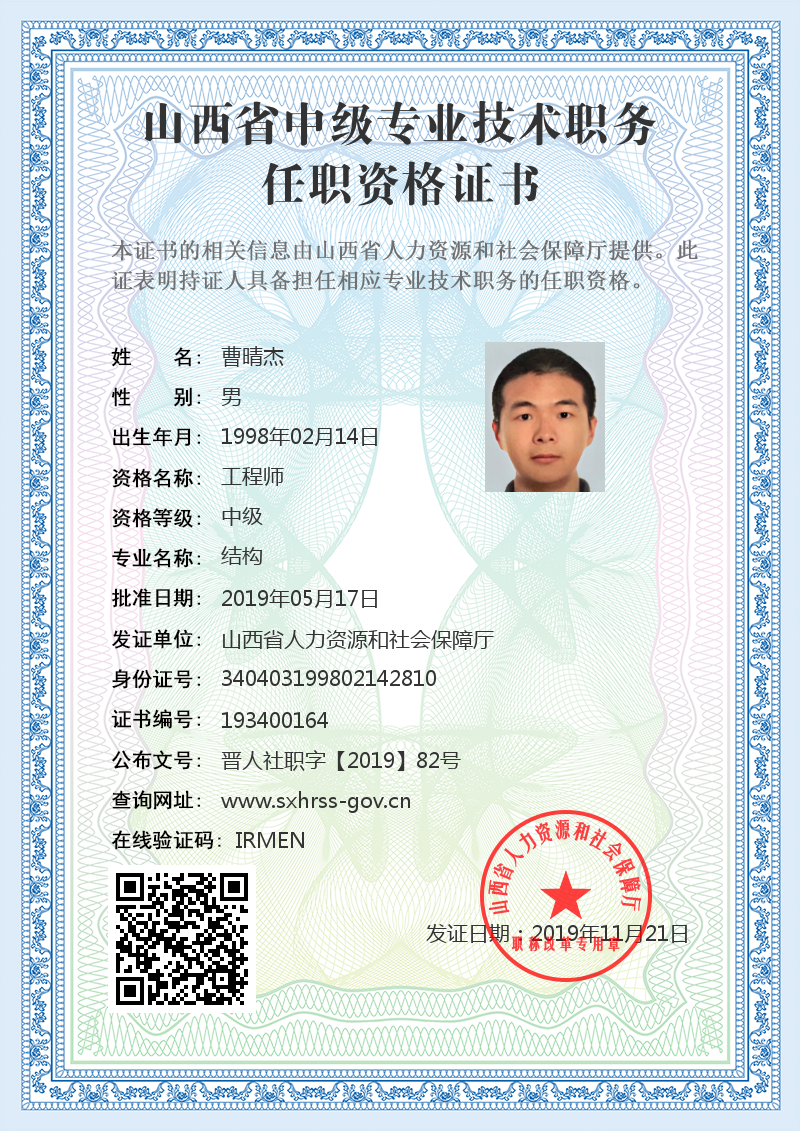 山西省中级专业技术职务
任职资格证书
本证书的相关信息由山西省人力资源和社会保障厅提供。此
证表明持证人具备担任相应专业技术职务的任职资格。
姓 名： 曹晴杰
性 别： 男
出生年月： 1998年02月14日
资格名称： 工程师
资格等级： 中级
专业名称： 结构
批准日期： 2019年05月17日
发证单位： 山西省人力资源和社会保障厅
身份证号： 340403199802142810
证书编号： 193400164
公布文号： 晋人社职字【2019】82号
查询网址： www.sxhrss-gov.cn
在线验证码： IRMEN
山西省人力资源和社会保障厅
发证日期：2019年11月21日
职称改单专用章